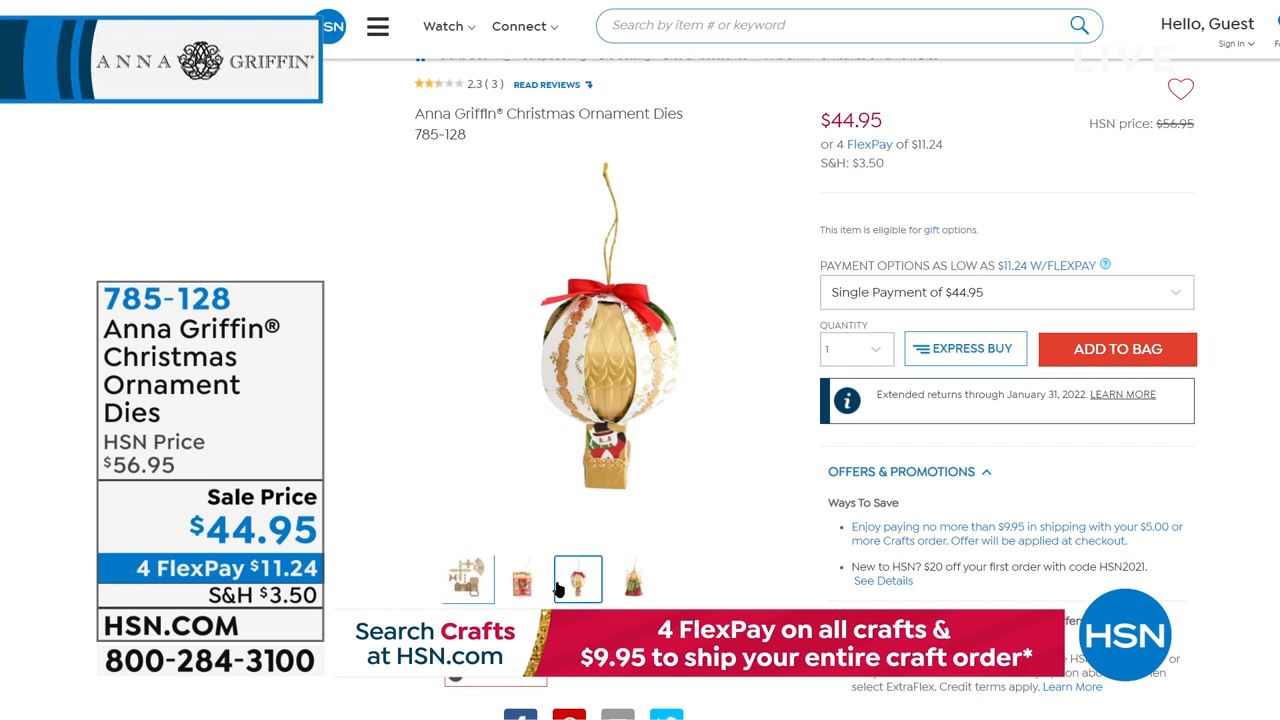 ANNA GRIFFIN®
SN
Watch
Connect
Search by item # or keyword
Hello, Guest
Sign In
LIVE
2.3 ( 3 )
READ REVIEWS
Anna Griffin® Christmas Ornament Dies
785-128
$44.95
HSN price: $56.95
or 4 FlexPay of $11.24
S&H: $3.50
This item is eligible for gift options.
PAYMENT OPTIONS AS LOW AS $11.24 W/FLEXPAY ?
Single Payment of $44.95
QUANTITY
1
EXPRESS BUY
ADD TO BAG
Extended returns through January 31, 2022. LEARN MORE
OFFERS & PROMOTIONS
Ways To Save
• Enjoy paying no more than $9.95 in shipping with your $5.00 or
more Crafts order. Offer will be applied at checkout.
• New to HSN? $20 off your first order with code HSN2021.
See Details
select ExtraFlex. Credit terms apply. Learn More
785-128
Anna Griffin®
Christmas
Ornament
Dies
HSN Price
$56.95
Sale Price
$44.95
4 FlexPay $11.24
S&H $3.50
HSN.COM
800-284-3100
Search Crafts
at HSN.com
4 FlexPay on all crafts &
$9.95 to ship your entire craft order*
HSN